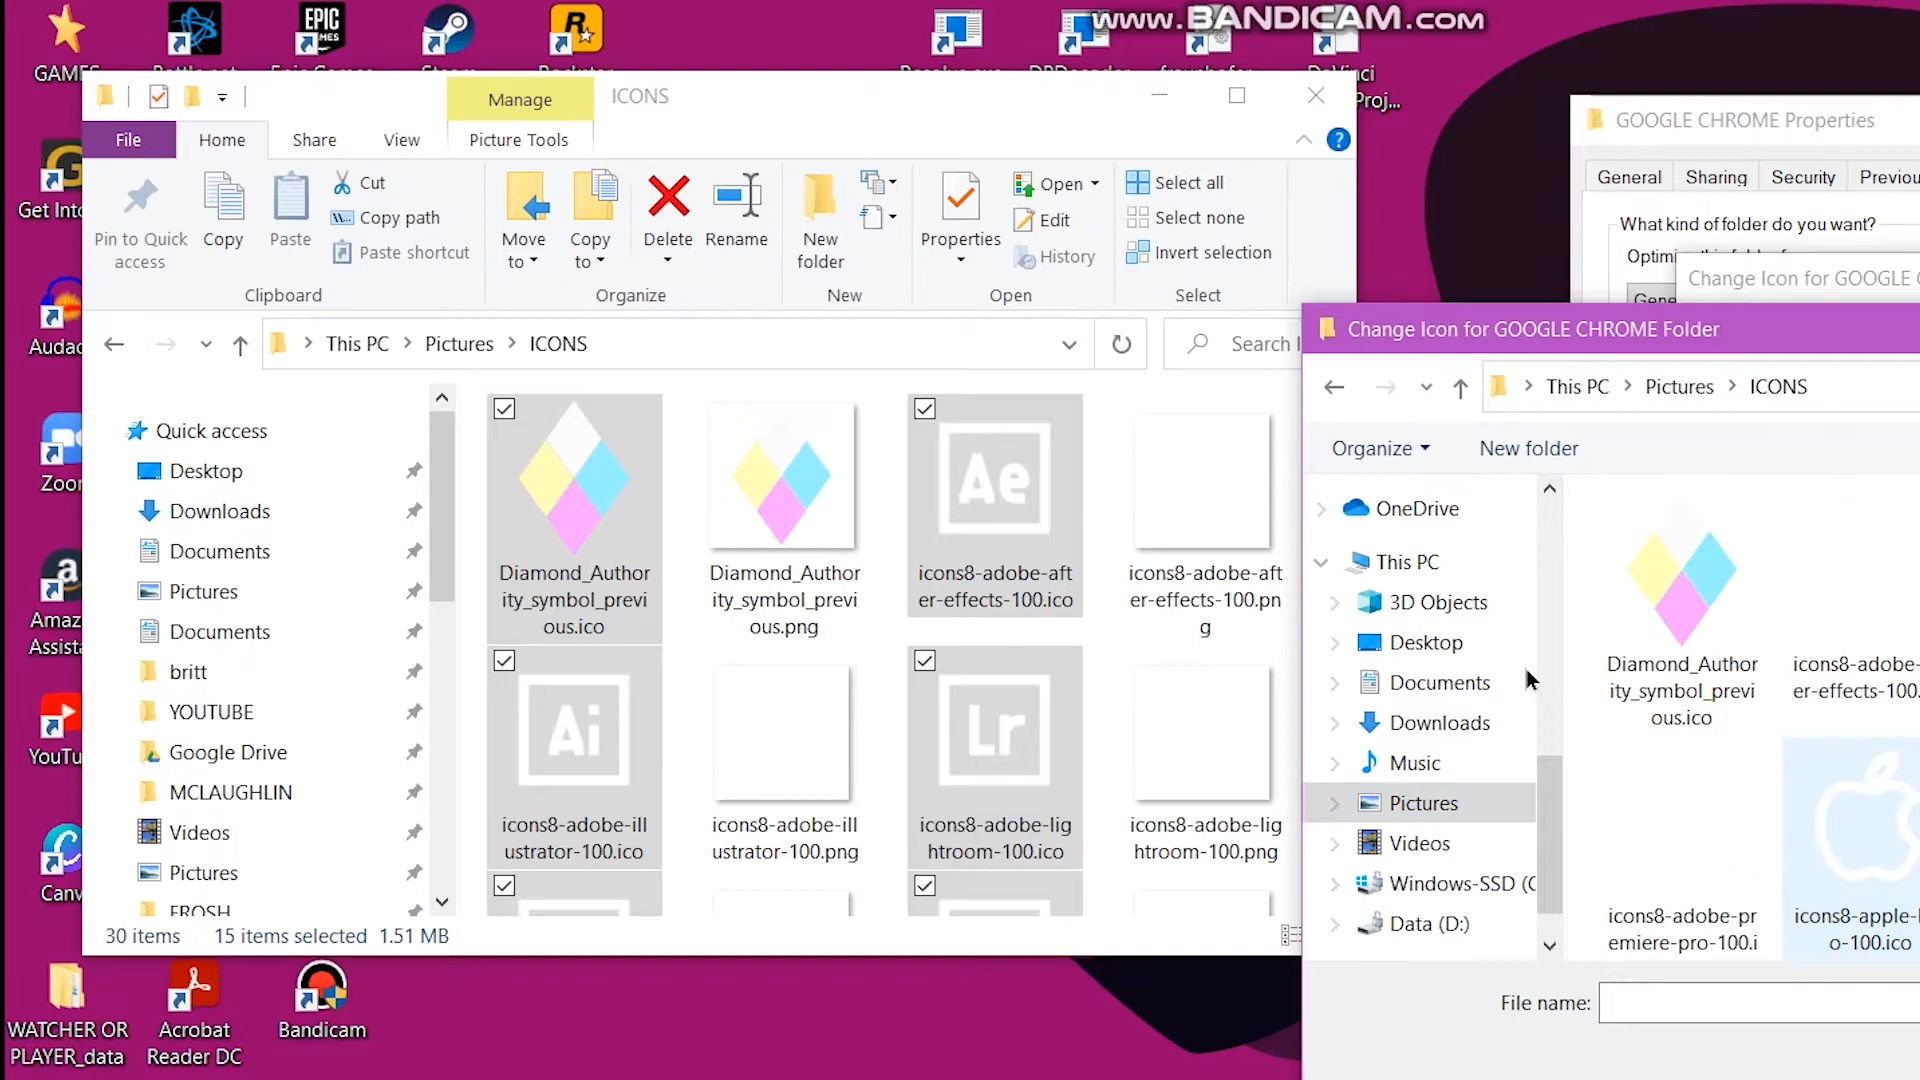 www.BANDICAM.com
GAMES
EPIC
GAMES
Proj...
Get Into
Zoom
YouTu
Canv
WATCHER OR
PLAYER_data
Acrobat
Reader DC
Bandicam
Manage
ICONS
File
Home
Share
View
Picture Tools
Pin to Quick
access
Copy
Paste
Cut
Copy path
Paste shortcut
Clipboard
Move
to
Copy
to
Delete
Rename
Organize
New
folder
New
Properties
Open
Edit
History
Open
Select all
Select none
Invert selection
Select
This PC
Pictures
ICONS
Search
Quick access
Desktop
Downloads
Documents
Pictures
Documents
britt
YOUTUBE
Google Drive
MCLAUGHLIN
Videos
Pictures
FROSH
Diamond_Author
ity_symbol_previ
ous.ico
Diamond_Author
ity_symbol_previ
ous.png
Ae
icons8-adobe-aft
er-effects-100.ico
icons8-adobe-aft
er-effects-100.pn
g
Ai
icons8-adobe-ill
ustrator-100.ico
icons8-adobe-ill
ustrator-100.png
Lr
icons8-adobe-lig
htroom-100.ico
icons8-adobe-lig
htroom-100.png
30 items
15 items selected 1.51 MB
GOOGLE CHROME Properties
General
Sharing
Security
Previou
What kind of folder do you want?
Optimi
Gene
Change Icon for GOOGLE C
Change Icon for GOOGLE CHROME Folder
This PC
Pictures
ICONS
Organize
New folder
OneDrive
This PC
3D Objects
Desktop
Documents
Downloads
Music
Pictures
Videos
Windows-SSD (C
Data (D:)
Diamond_Author
ity_symbol_previ
ous.ico
icons8-adobe-
er-effects-100.
icons8-adobe-pr
emiere-pro-100.i
icons8-apple-l
o-100.ico
File name: